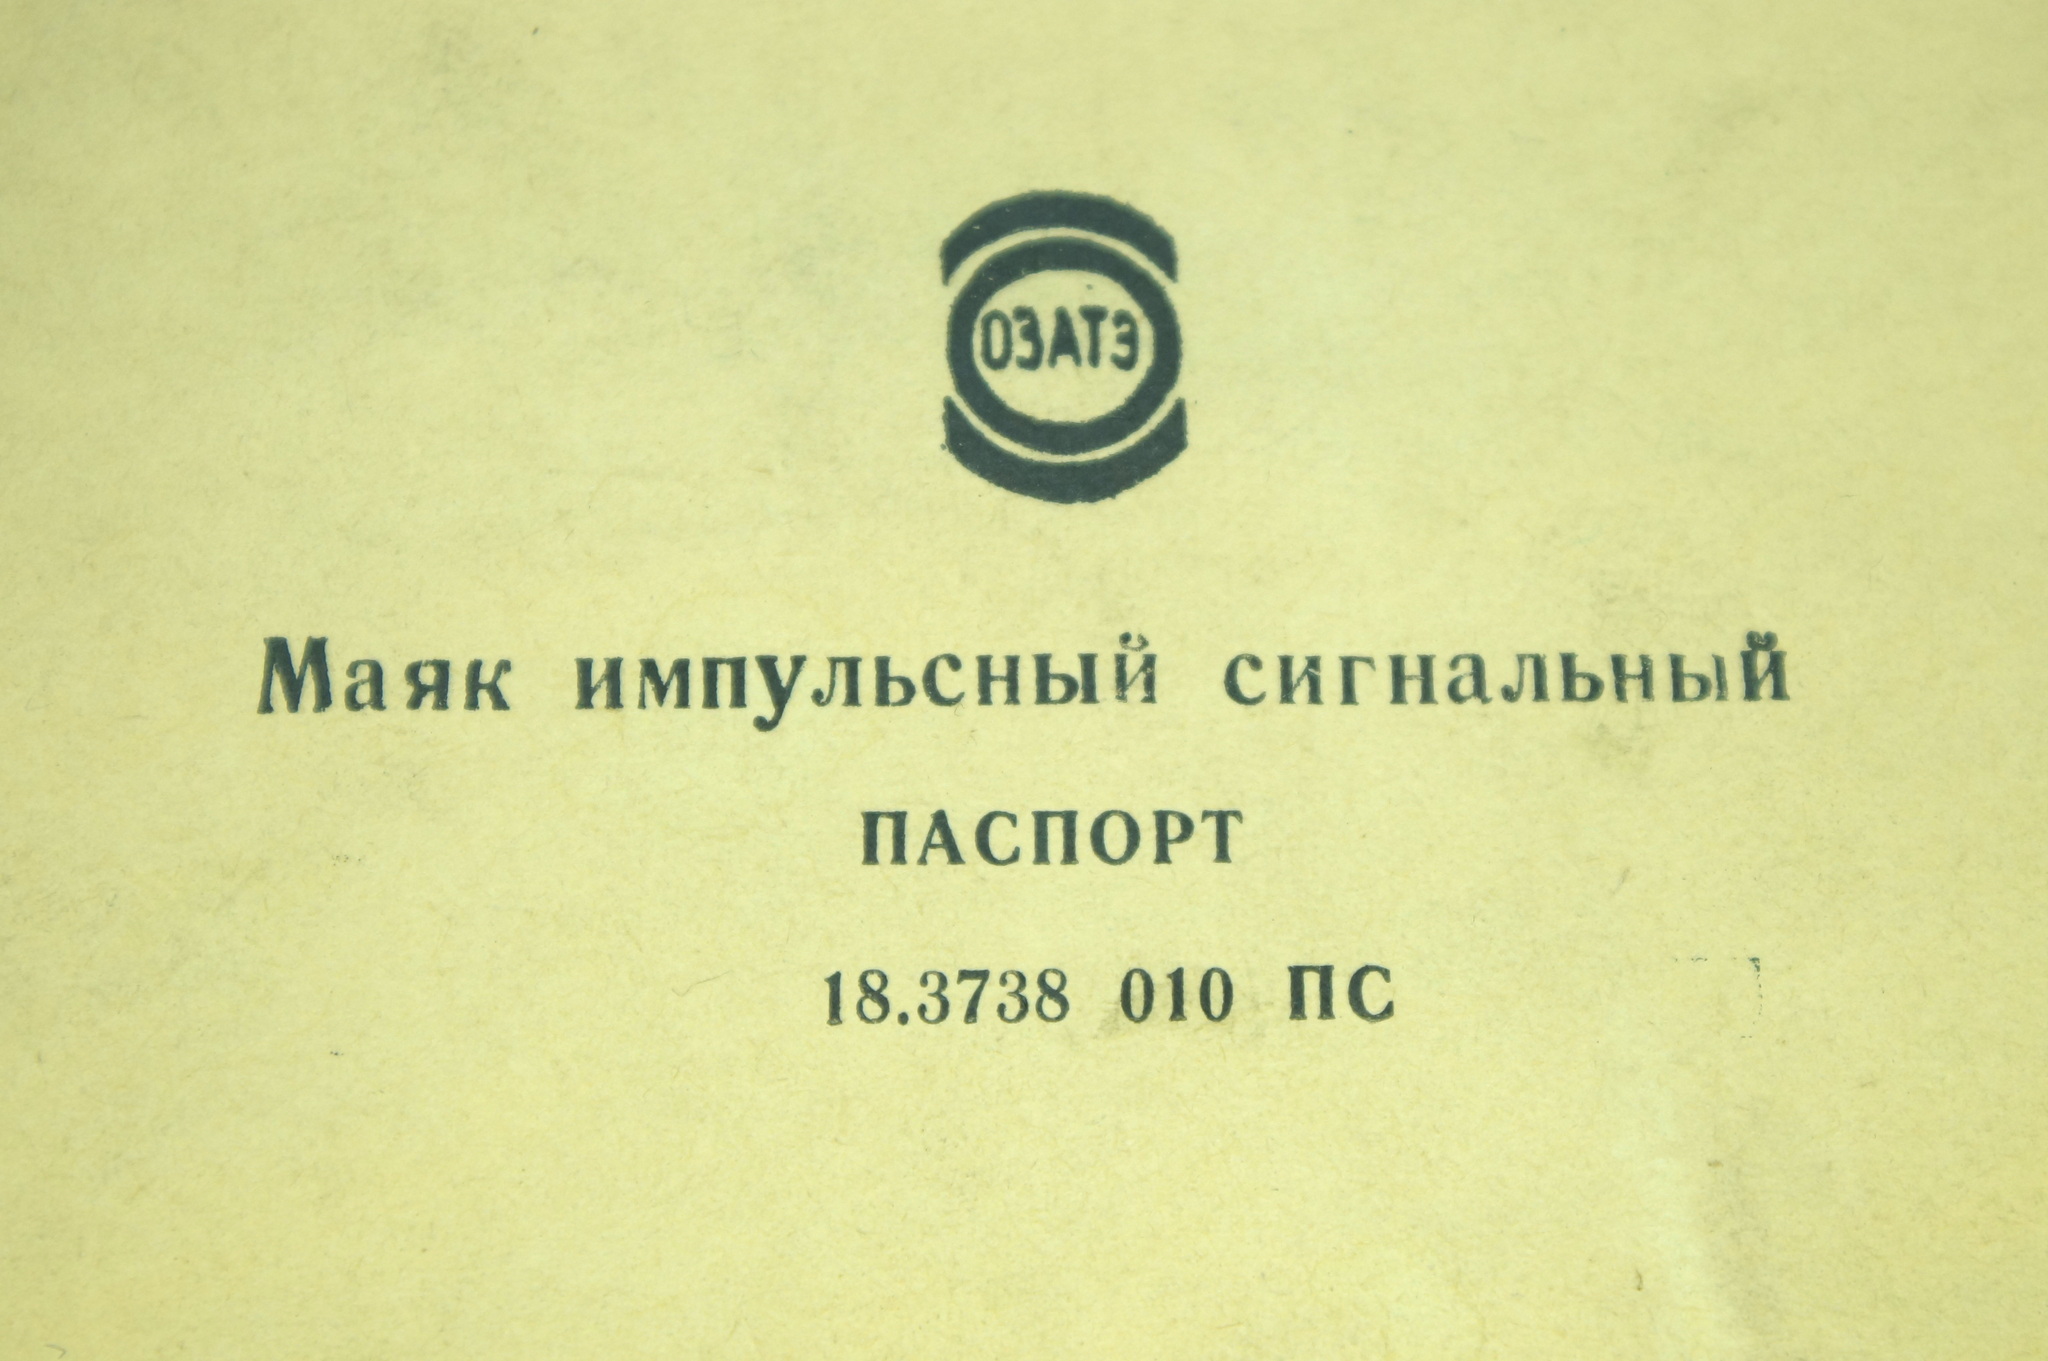 ОЗАТЭ
Маяк импульсный сигнальный
ПАСПОРТ
18.3738 010 ПС